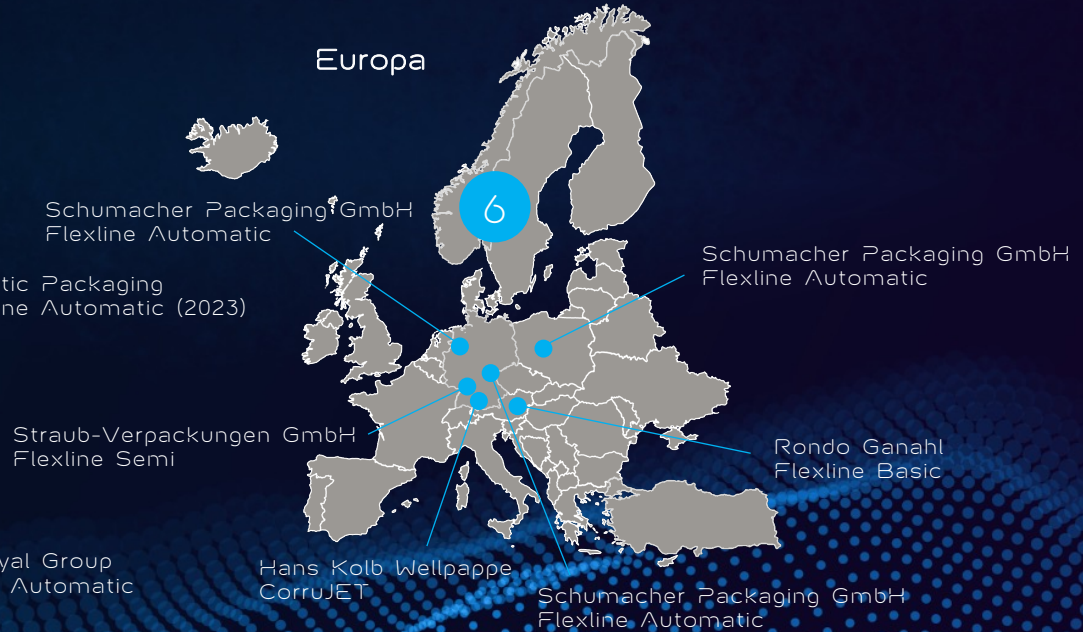 Europa
6
Schumacher Packaging GmbH
Flexline Automatic
Schumacher Packaging GmbH
Flexline Automatic
tic Packaging
ne Automatic (2023)
Straub-Verpackungen GmbH
Flexline Semi
Rondo Ganahl
Flexline Basic
yal Group
Automatic
Hans Kolb Wellpappe
CorruJET
Schumacher Packaging GmbH
Flexline Automatic